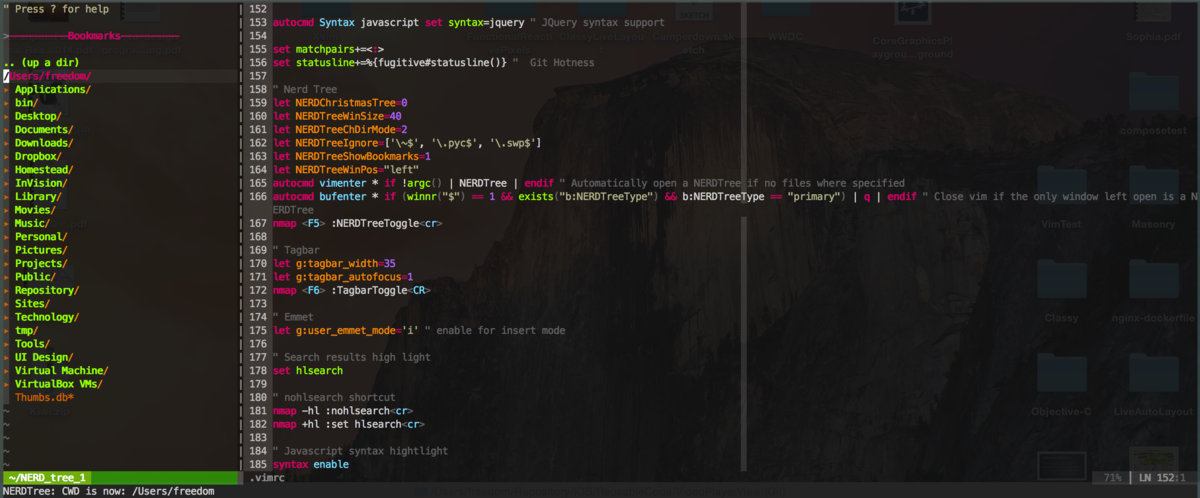 " Press ? for help
>----------Bookmarks----------
.. (up a dir)
/Users/freedom/
▸ Applications/
▸ bin/
▸ Desktop/
▸ Documents/
▸ Downloads/
▸ Dropbox/
▸ Homestead/
▸ InVision/
▸ Library/
▸ Movies/
▸ Music/
▸ Personal/
▸ Pictures/
▸ Projects/
▸ Public/
▸ Repository/
▸ Sites/
▸ Technology/
▸ tmp/
▸ Tools/
▸ UI Design/
▸ Virtual Machine/
▸ VirtualBox VMs/
Thumbs.db*
~
~
~
~
~
~/NERD_tree_1
152
153 autocmd Syntax javascript set syntax=jquery " JQuery syntax support
154
155 set matchpairs+=<:>
156 set statusline+=%{fugitive#statusline()} "  Git Hotness
157
158 " Nerd Tree
159 let NERDChristmasTree=0
160 let NERDTreeWinSize=40
161 let NERDTreeChDirMode=2
162 let NERDTreeIgnore=['\~$', '\.pyc$', '\.swp$']
163 let NERDTreeShowBookmarks=1
164 let NERDTreeWinPos="left"
165 autocmd vimenter * if !argc() | NERDTree | endif " Automatically open a NERDTree if no files where specified
166 autocmd bufenter * if (winnr("$") == 1 && exists("b:NERDTreeType") && b:NERDTreeType == "primary") | q | endif " Close vim if the only window left open is a N
ERDTree
167 nmap <F5> :NERDTreeToggle<cr>
168
169 " Tagbar
170 let g:tagbar_width=35
171 let g:tagbar_autofocus=1
172 nmap <F6> :TagbarToggle<CR>
173
174 " Emmet
175 let g:user_emmet_mode='i' " enable for insert mode
176
177 " Search results high light
178 set hlsearch
179
180 " nohlsearch shortcut
181 nmap -hl :nohlsearch<cr>
182 nmap +hl :set hlsearch<cr>
183
184 " Javascript syntax hightlight
185 syntax enable
.vimrc
71% | LN 152:1
NERDTree: CWD is now: /Users/freedom
WWDC
CoreGraphicsPl
ayground
Sophia.pdf
composetest
VimTest
Masonry
Classy
nginx-dockerfile
Objective-C
LiveAutoLayout